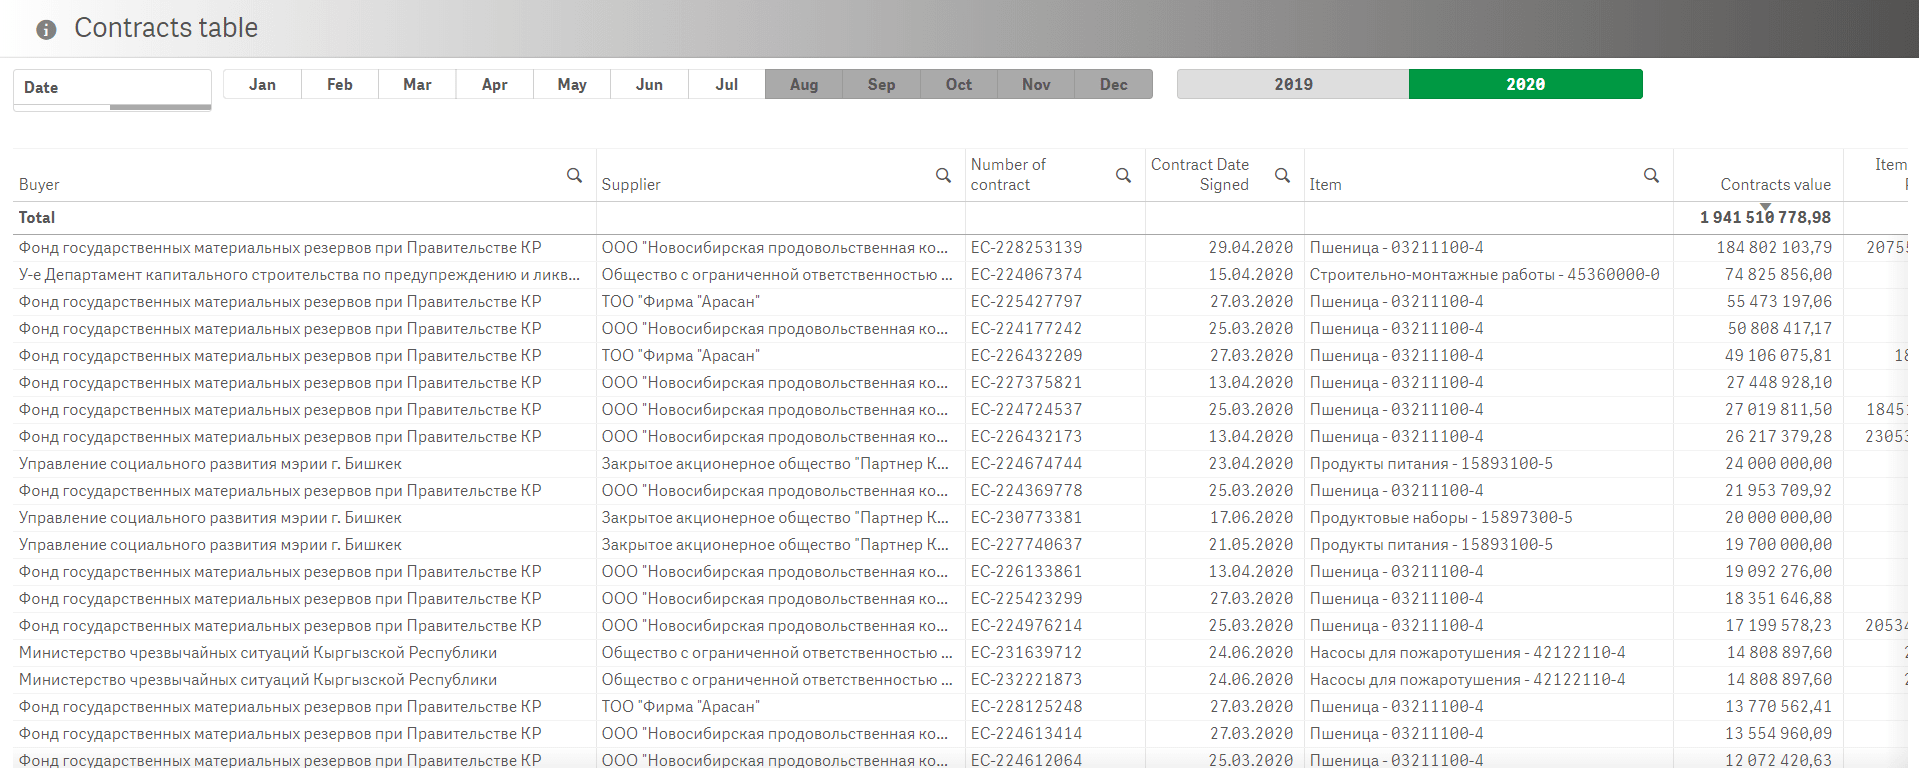 Contracts table
Date Jan Feb Mar Apr May Jun Jul Aug Sep Oct Nov Dec 2019 2020
Buyer Supplier Number of contract Contract Date Signed Item Contracts value Item
Total 1 941 510 778,98
Фонд государственных материальных резервов при Правительстве КР ООО "Новосибирская продовольственная ко... EC-228253139 29.04.2020 Пшеница - 03211100-4 184 802 103,79 20755
У-е Департамент капитального строительства по предупреждению и ликв... Общество с ограниченной ответственностью ... EC-224067374 15.04.2020 Строительно-монтажные работы - 45360000-0 74 825 856,00
Фонд государственных материальных резервов при Правительстве КР ТОО "Фирма "Арасан" EC-225427797 27.03.2020 Пшеница - 03211100-4 55 473 197,06
Фонд государственных материальных резервов при Правительстве КР ООО "Новосибирская продовольственная ко... EC-224177242 25.03.2020 Пшеница - 03211100-4 50 808 417,17
Фонд государственных материальных резервов при Правительстве КР ТОО "Фирма "Арасан" EC-226432209 27.03.2020 Пшеница - 03211100-4 49 106 075,81 18
Фонд государственных материальных резервов при Правительстве КР ООО "Новосибирская продовольственная ко... EC-227375821 13.04.2020 Пшеница - 03211100-4 27 448 928,10
Фонд государственных материальных резервов при Правительстве КР ООО "Новосибирская продовольственная ко... EC-224724537 25.03.2020 Пшеница - 03211100-4 27 019 811,50 18451
Фонд государственных материальных резервов при Правительстве КР ООО "Новосибирская продовольственная ко... EC-226432173 13.04.2020 Пшеница - 03211100-4 26 217 379,28 23053
Управление социального развития мэрии г. Бишкек Закрытое акционерное общество "Партнер К... EC-224674744 23.04.2020 Продукты питания - 15893100-5 24 000 000,00
Фонд государственных материальных резервов при Правительстве КР ООО "Новосибирская продовольственная ко... EC-224369778 25.03.2020 Пшеница - 03211100-4 21 953 709,92
Управление социального развития мэрии г. Бишкек Закрытое акционерное общество "Партнер К... EC-230773381 17.06.2020 Продуктовые наборы - 15897300-5 20 000 000,00
Управление социального развития мэрии г. Бишкек Закрытое акционерное общество "Партнер К... EC-227740637 21.05.2020 Продукты питания - 15893100-5 19 700 000,00
Фонд государственных материальных резервов при Правительстве КР ООО "Новосибирская продовольственная ко... EC-226133861 13.04.2020 Пшеница - 03211100-4 19 092 276,00
Фонд государственных материальных резервов при Правительстве КР ООО "Новосибирская продовольственная ко... EC-225423299 27.03.2020 Пшеница - 03211100-4 18 351 646,88
Фонд государственных материальных резервов при Правительстве КР ООО "Новосибирская продовольственная ко... EC-224976214 25.03.2020 Пшеница - 03211100-4 17 199 578,23 20534
Министерство чрезвычайных ситуаций Кыргызской Республики Общество с ограниченной ответственностью ... EC-231639712 24.06.2020 Насосы для пожаротушения - 42122110-4 14 808 897,60
Министерство чрезвычайных ситуаций Кыргызской Республики Общество с ограниченной ответственностью ... EC-232221873 24.06.2020 Насосы для пожаротушения - 42122110-4 14 808 897,60
Фонд государственных материальных резервов при Правительстве КР ТОО "Фирма "Арасан" EC-228125248 27.03.2020 Пшеница - 03211100-4 13 770 562,41
Фонд государственных материальных резервов при Правительстве КР ООО "Новосибирская продовольственная ко... EC-224613414 27.03.2020 Пшеница - 03211100-4 13 554 960,09
Фонд государственных материальных резервов при Правительстве КР ООО "Новосибирская продовольственная ко... EC-224612064 25.03.2020 Пшеница - 03211100-4 12 072 420,63